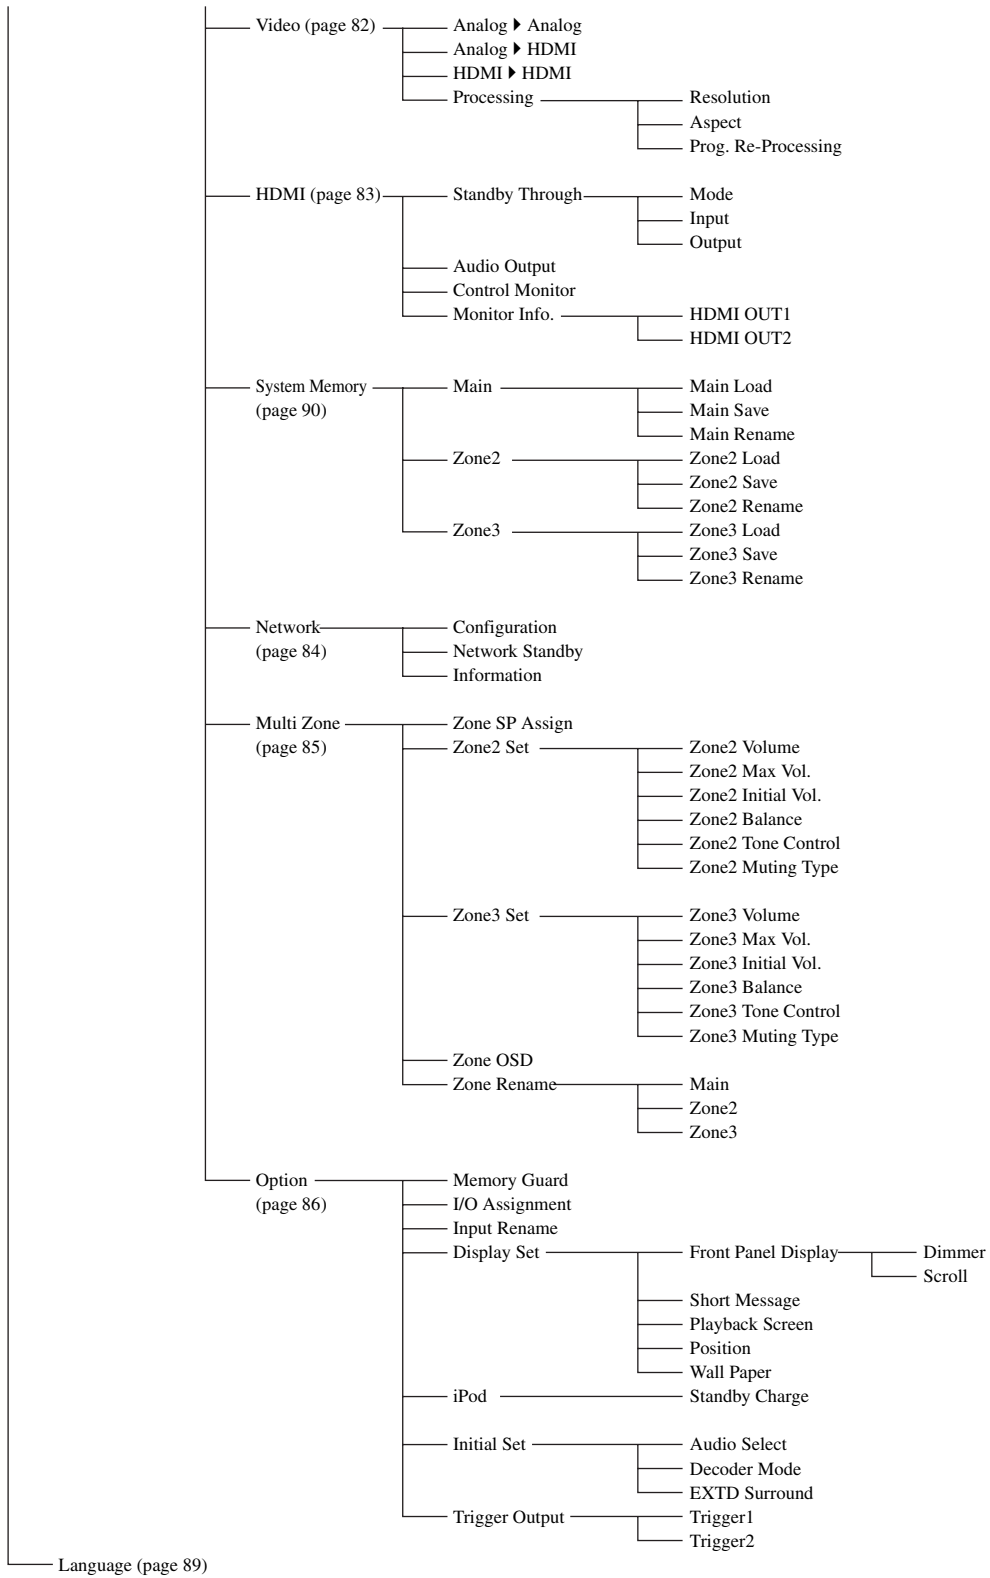 Video (page 82)
Analog ▶ Analog
Analog ▶ HDMI
HDMI ▶ HDMI
Processing
Resolution
Aspect
Prog. Re-Processing
HDMI (page 83)
Standby Through
Mode
Input
Output
Audio Output
Control Monitor
Monitor Info.
HDMI OUT1
HDMI OUT2
System Memory
(page 90)
Main
Main Load
Main Save
Main Rename
Zone2
Zone2 Load
Zone2 Save
Zone2 Rename
Zone3
Zone3 Load
Zone3 Save
Zone3 Rename
Network
(page 84)
Configuration
Network Standby
Information
Multi Zone
(page 85)
Zone SP Assign
Zone2 Set
Zone2 Volume
Zone2 Max Vol.
Zone2 Initial Vol.
Zone2 Balance
Zone2 Tone Control
Zone2 Muting Type
Zone3 Set
Zone3 Volume
Zone3 Max Vol.
Zone3 Initial Vol.
Zone3 Balance
Zone3 Tone Control
Zone3 Muting Type
Zone OSD
Zone Rename
Main
Zone2
Zone3
Option
(page 86)
Memory Guard
I/O Assignment
Input Rename
Display Set
Front Panel Display
Dimmer
Scroll
Short Message
Playback Screen
Position
Wall Paper
iPod
Standby Charge
Initial Set
Audio Select
Decoder Mode
EXTD Surround
Trigger Output
Trigger1
Trigger2
Language (page 89)